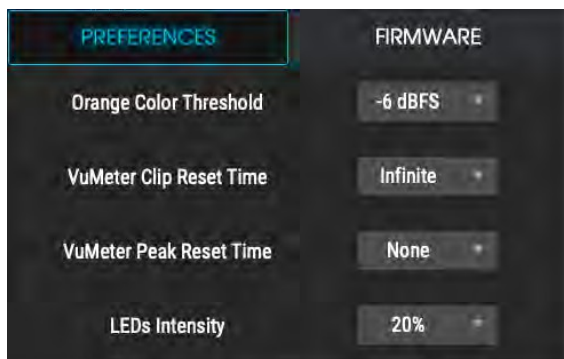 PREFERENCES FIRMWARE
Orange Color Threshold -6 dBFS
VuMeter Clip Reset Time Infinite
VuMeter Peak Reset Time None
LEDs Intensity 20%